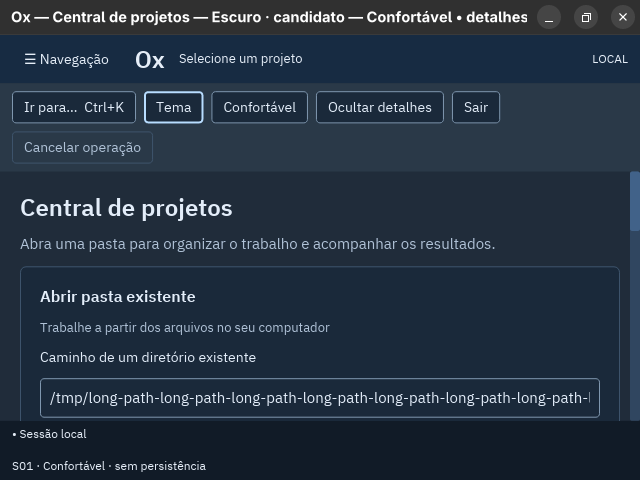 Ox — Central de projetos — Escuro · candidato — Confortável • detalhes
☰ Navegação Ox Selecione um projeto LOCAL
Ir para... Ctrl+K Tema Confortável Ocultar detalhes Sair
Cancelar operação
Central de projetos
Abra uma pasta para organizar o trabalho e acompanhar os resultados.
Abrir pasta existente
Trabalhe a partir dos arquivos no seu computador
Caminho de um diretório existente
/tmp/long-path-long-path-long-path-long-path-long-path-long-path-long-path-l
• Sessão local
S01 · Confortável · sem persistência